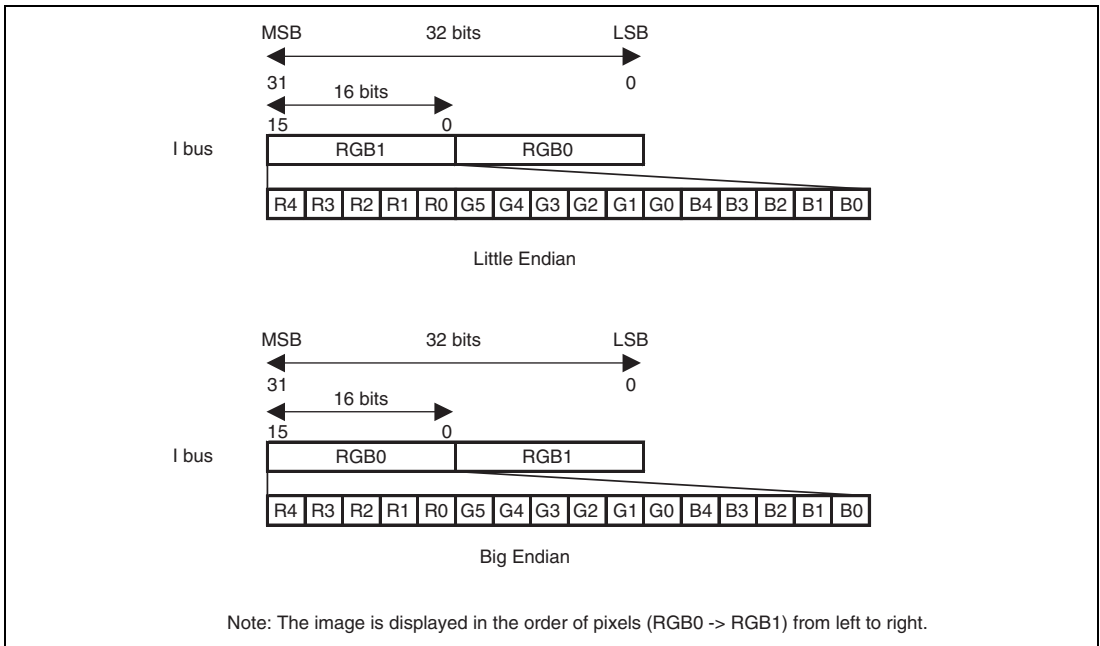 MSB 32 bits LSB
31 0
16 bits
15 0
I bus RGB1 RGB0
R4 R3 R2 R1 R0 G5 G4 G3 G2 G1 G0 B4 B3 B2 B1 B0
Little Endian
MSB 32 bits LSB
31 0
16 bits
15 0
I bus RGB0 RGB1
R4 R3 R2 R1 R0 G5 G4 G3 G2 G1 G0 B4 B3 B2 B1 B0
Big Endian
Note: The image is displayed in the order of pixels (RGB0 -> RGB1) from left to right.